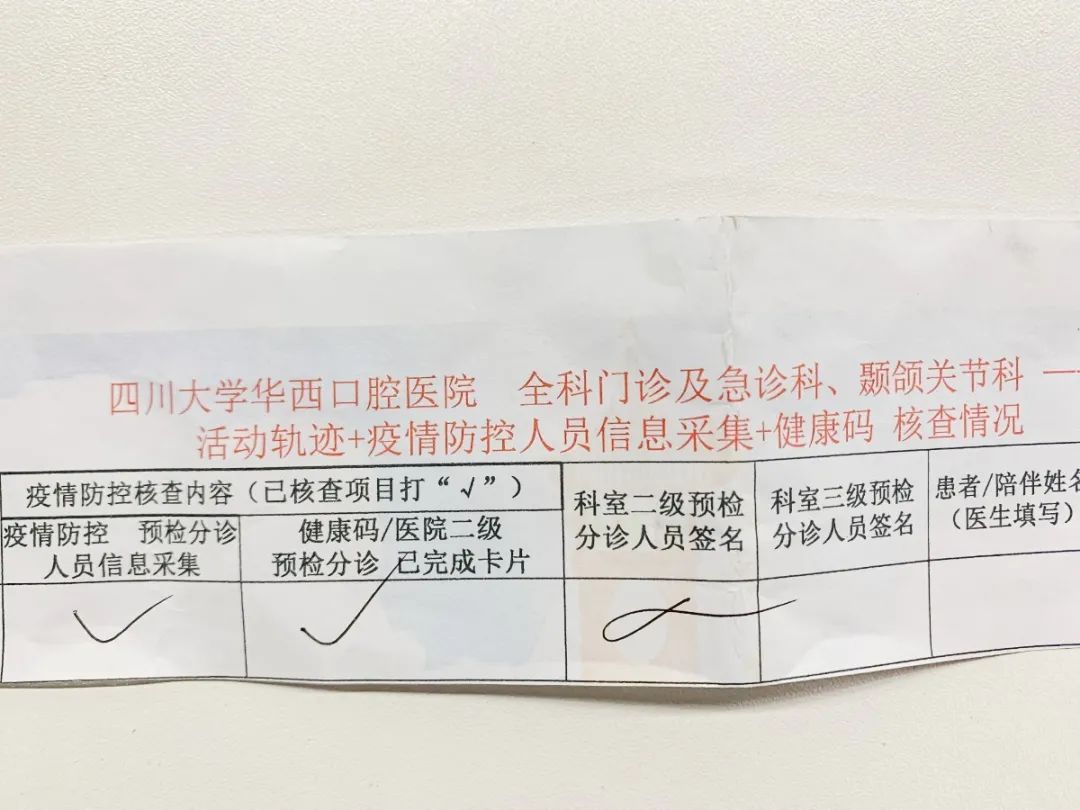 四川大学华西口腔医院 全科门诊及急诊科、颞颌关节科 —
活动轨迹+疫情防控人员信息采集+健康码 核查情况
疫情防控核查内容（已核查项目打“√”）
疫情防控 预检分诊
人员信息采集
健康码/医院二级
预检分诊 已完成卡片
科室二级预检
分诊人员签名
科室三级预检
分诊人员签名
患者/陪伴姓名
（医生填写）
√
√